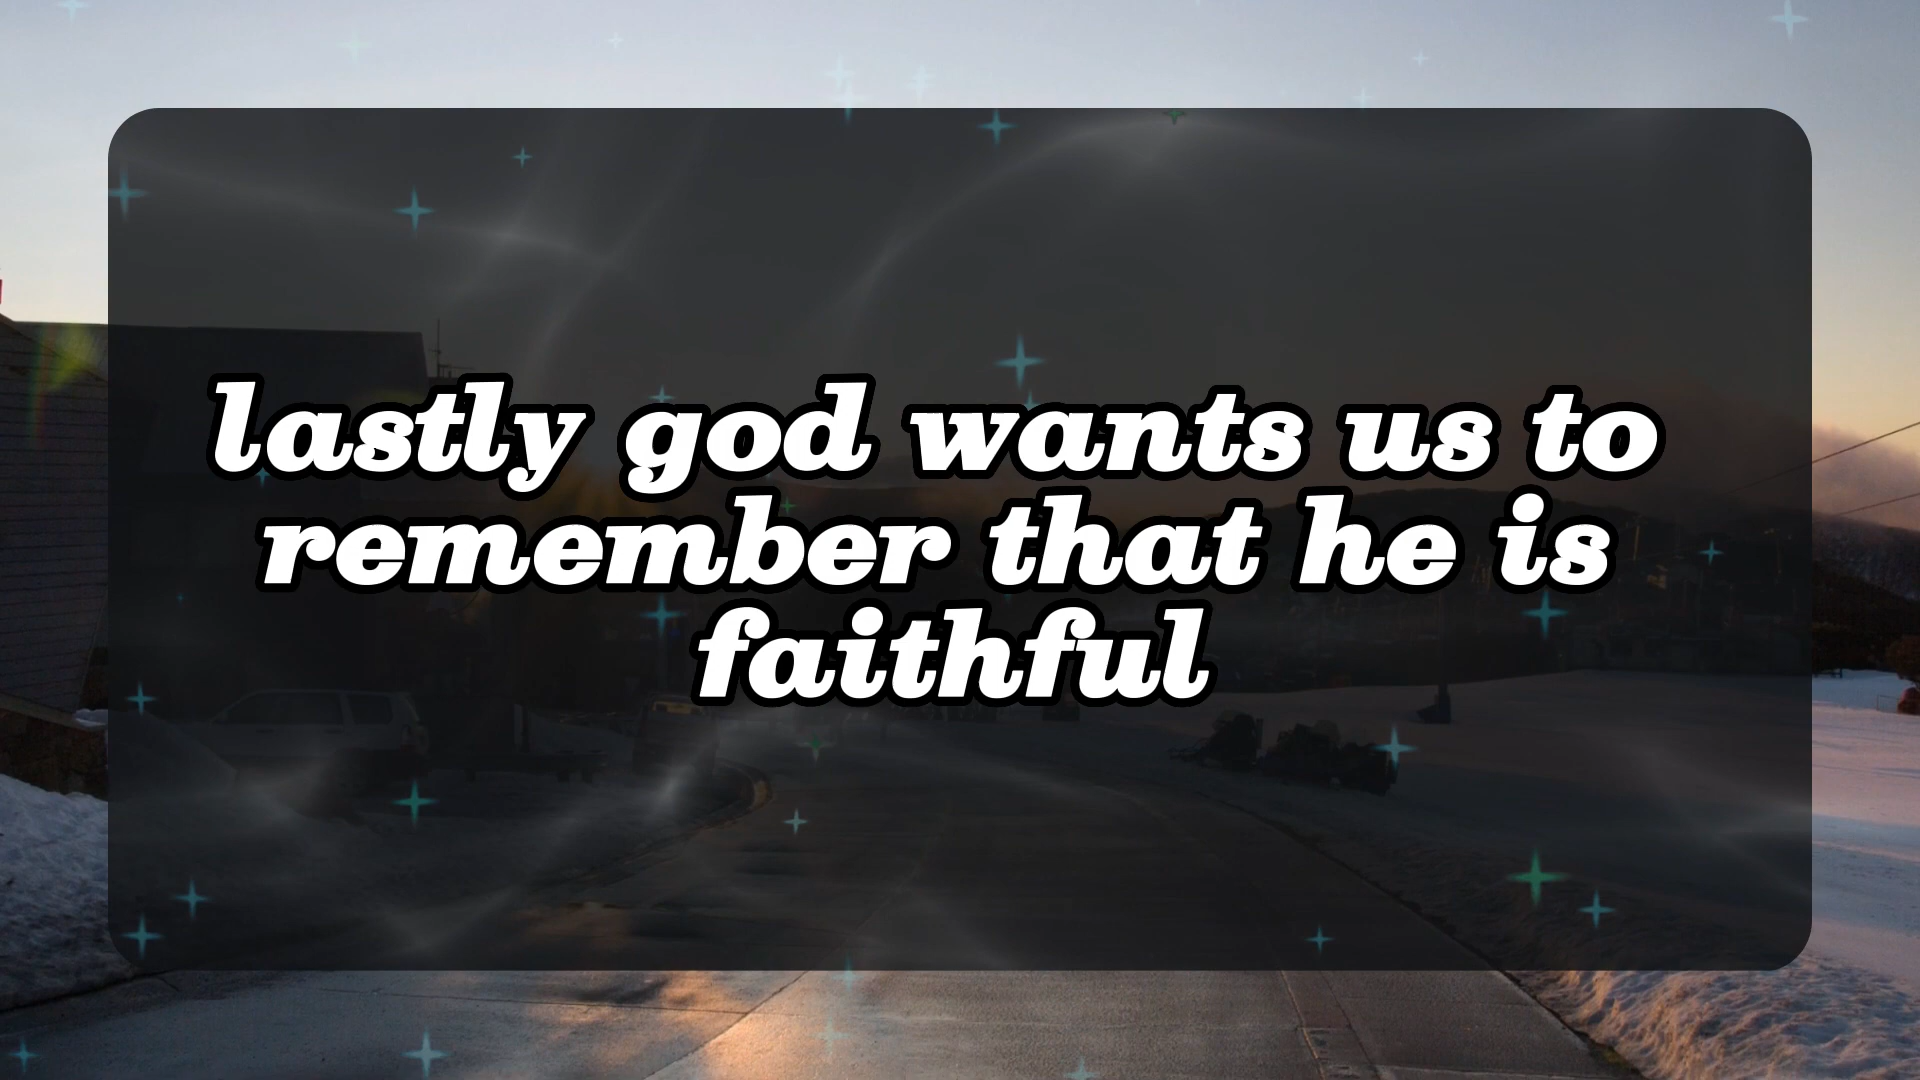 lastly god wants us to
remember that he is
faithful